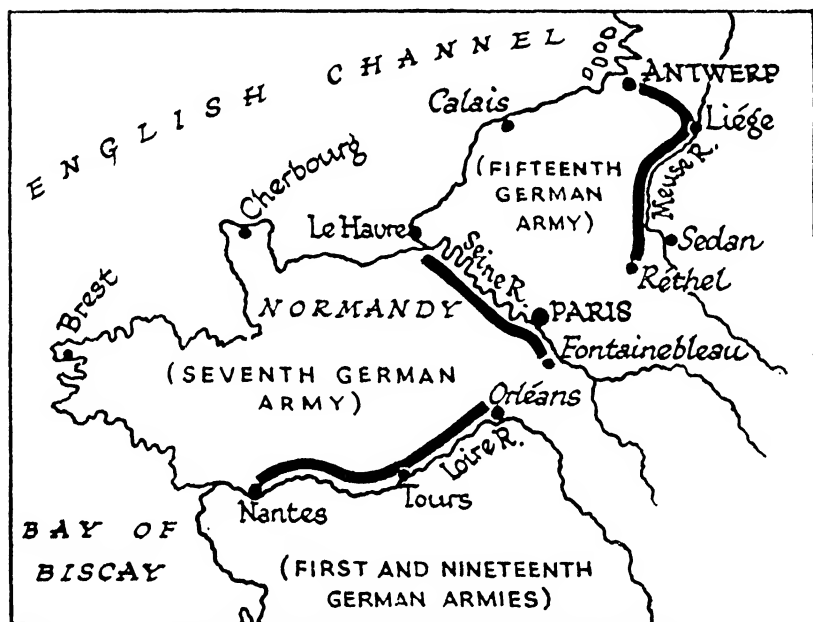 ENGLISH CHANNEL
ANTWERP
Calais
Liége
Cherbourg
(FIFTEENTH
GERMAN
ARMY)
Meuse R.
Le Havre
Seine R.
Sedan
Réthel
NORMANDY
PARIS
Brest
Fontainebleau
(SEVENTH GERMAN
ARMY)
Orléans
Loire R.
Nantes
Tours
BAY OF
BISCAY
(FIRST AND NINETEENTH
GERMAN ARMIES)